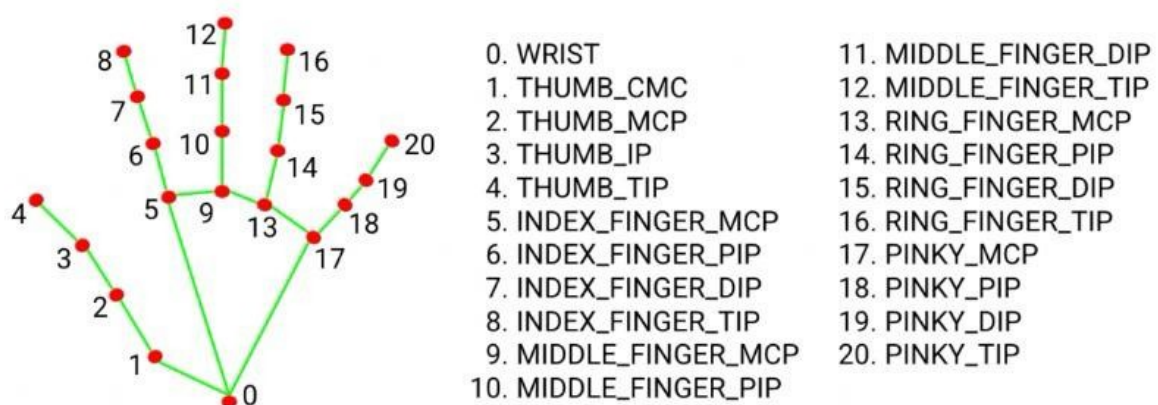 12
8
16
11
7
15
10
6
20
14
19
4
5
9
13
18
3
17
2
1
0
0. WRIST
1. THUMB_CMC
2. THUMB_MCP
3. THUMB_IP
4. THUMB_TIP
5. INDEX_FINGER_MCP
6. INDEX_FINGER_PIP
7. INDEX_FINGER_DIP
8. INDEX_FINGER_TIP
9. MIDDLE_FINGER_MCP
10. MIDDLE_FINGER_PIP
11. MIDDLE_FINGER_DIP
12. MIDDLE_FINGER_TIP
13. RING_FINGER_MCP
14. RING_FINGER_PIP
15. RING_FINGER_DIP
16. RING_FINGER_TIP
17. PINKY_MCP
18. PINKY_PIP
19. PINKY_DIP
20. PINKY_TIP